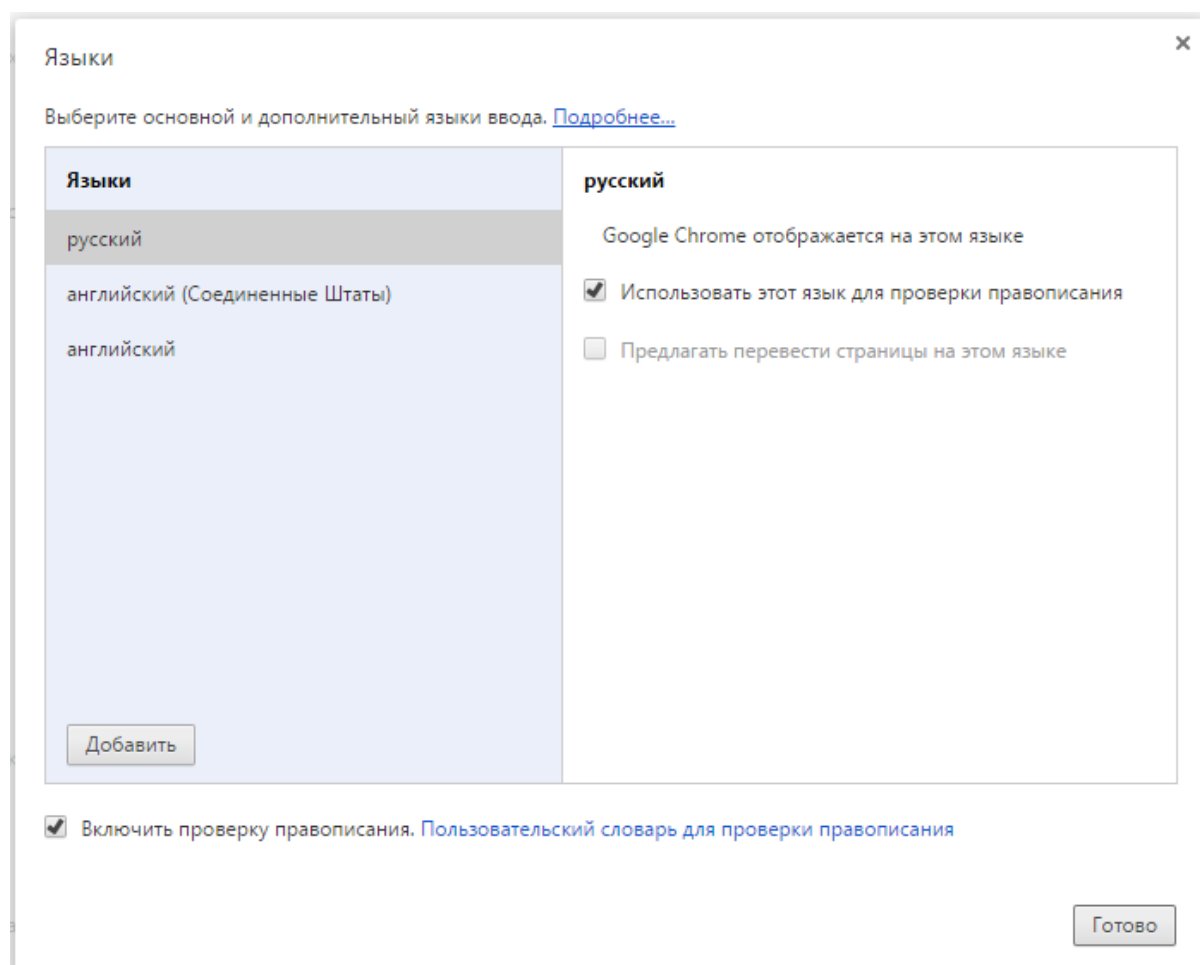 Языки
Выберите основной и дополнительный языки ввода. Подробнее...
Языки
русский
английский (Соединенные Штаты)
английский
Добавить
русский
Google Chrome отображается на этом языке
Использовать этот язык для проверки правописания
Предлагать перевести страницы на этом языке
Включить проверку правописания. Пользовательский словарь для проверки правописания
Готово